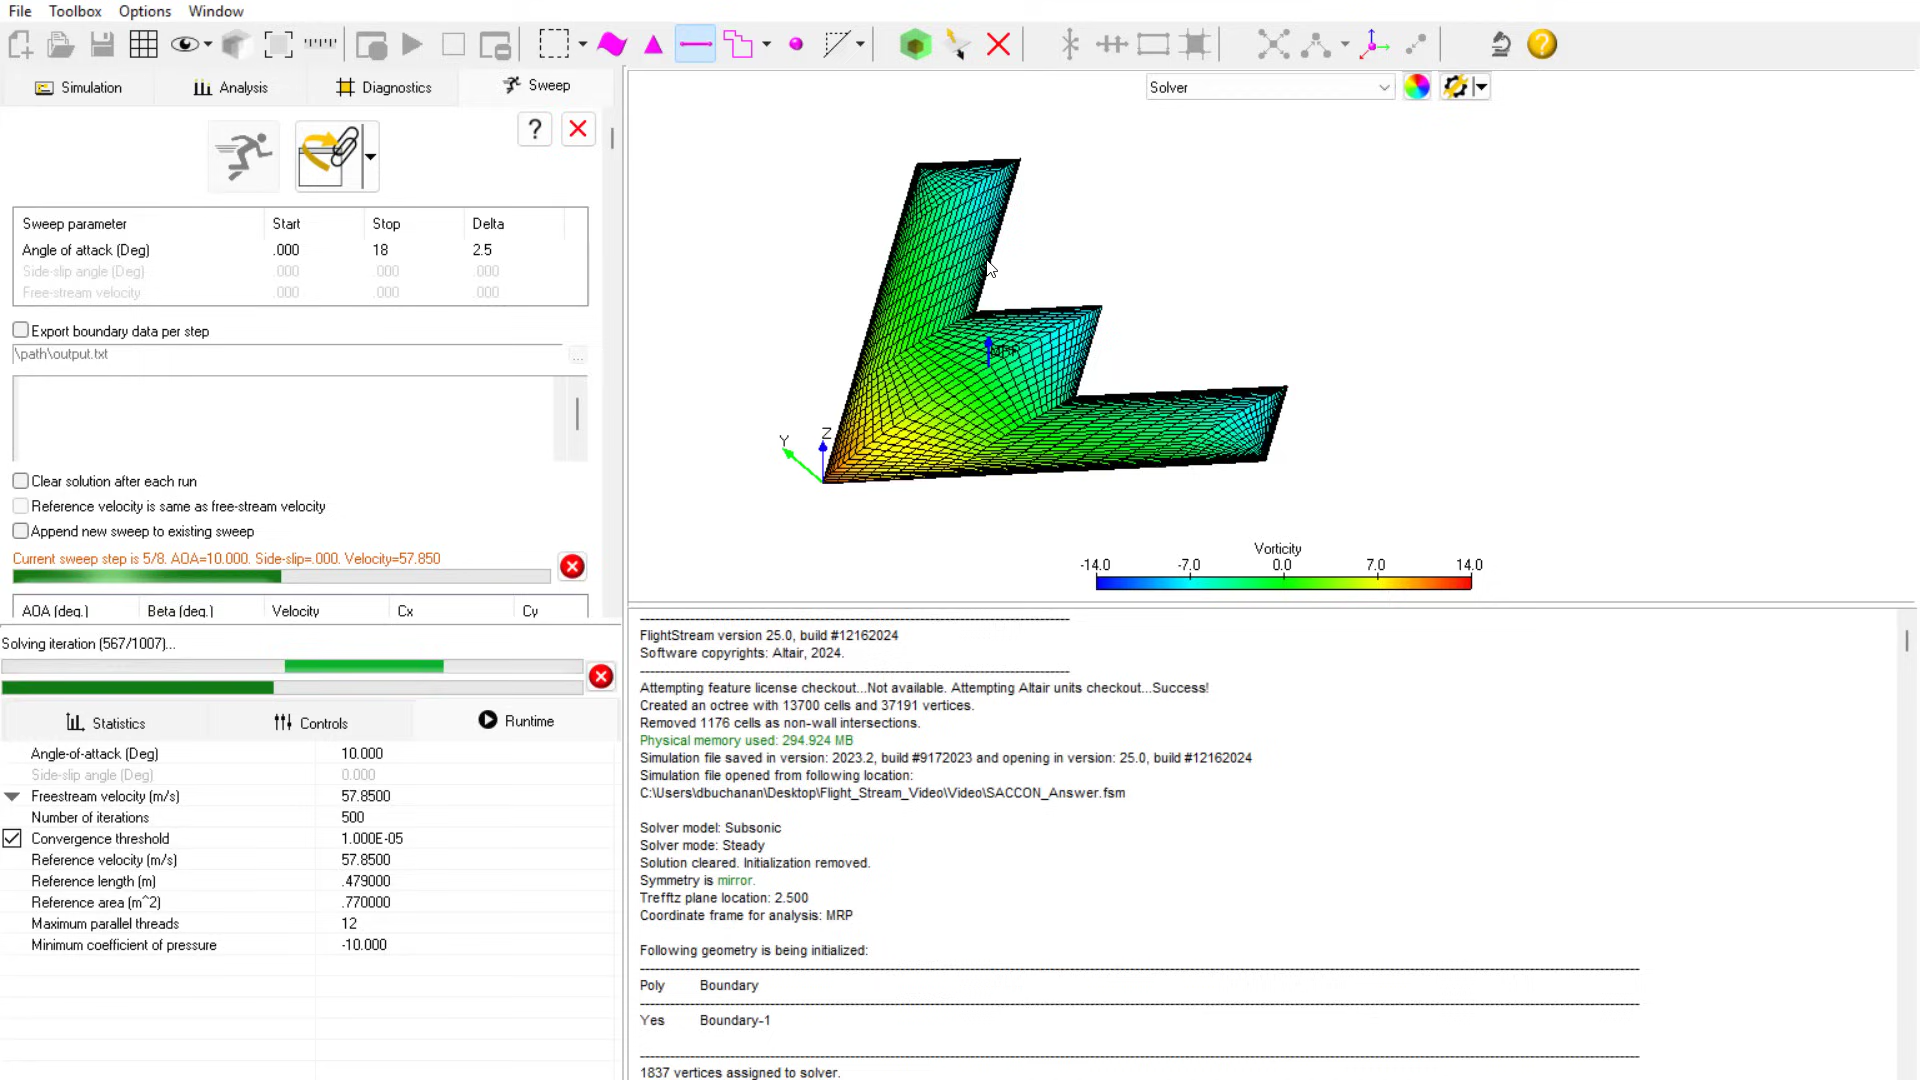 File Toolbox Options Window
Simulation Analysis Diagnostics Sweep
Solver
?
Sweep parameter Start Stop Delta
Angle of attack (Deg) .000 18 2.5
Side-slip angle (Deg) .000 .000 .000
Free-stream velocity .000 .000 .000
Export boundary data per step
\path\output.txt ...
Clear solution after each run
Reference velocity is same as free-stream velocity
Append new sweep to existing sweep
Current sweep step is 5/8. AOA=10.000. Side-slip=.000. Velocity=57.850
AOA (deg.) Beta (deg.) Velocity Cx Cy
Solving iteration (567/1007)...
Statistics Controls Runtime
Angle-of-attack (Deg) 10.000
Side-slip angle (Deg) 0.000
Freestream velocity (m/s) 57.8500
Number of iterations 500
Convergence threshold 1.000E-05
Reference velocity (m/s) 57.8500
Reference length (m) .479000
Reference area (m^2) .770000
Maximum parallel threads 12
Minimum coefficient of pressure -10.000
MRP
Y Z
Vorticity
-14.0 -7.0 0.0 7.0 14.0
FlightStream version 25.0, build #12162024
Software copyrights: Altair, 2024.
Attempting feature license checkout...Not available. Attempting Altair units checkout...Success!
Created an octree with 13700 cells and 37191 vertices.
Removed 1176 cells as non-wall intersections.
Physical memory used: 294.924 MB
Simulation file saved in version: 2023.2, build #9172023 and opening in version: 25.0, build #12162024
Simulation file opened from following location:
C:\Users\dbuchanan\Desktop\Flight_Stream_Video\Video\SACCON_Answer.fsm
Solver model: Subsonic
Solver mode: Steady
Solution cleared. Initialization removed.
Symmetry is mirror.
Trefftz plane location: 2.500
Coordinate frame for analysis: MRP
Following geometry is being initialized:
Poly Boundary
Yes Boundary-1
1837 vertices assigned to solver.